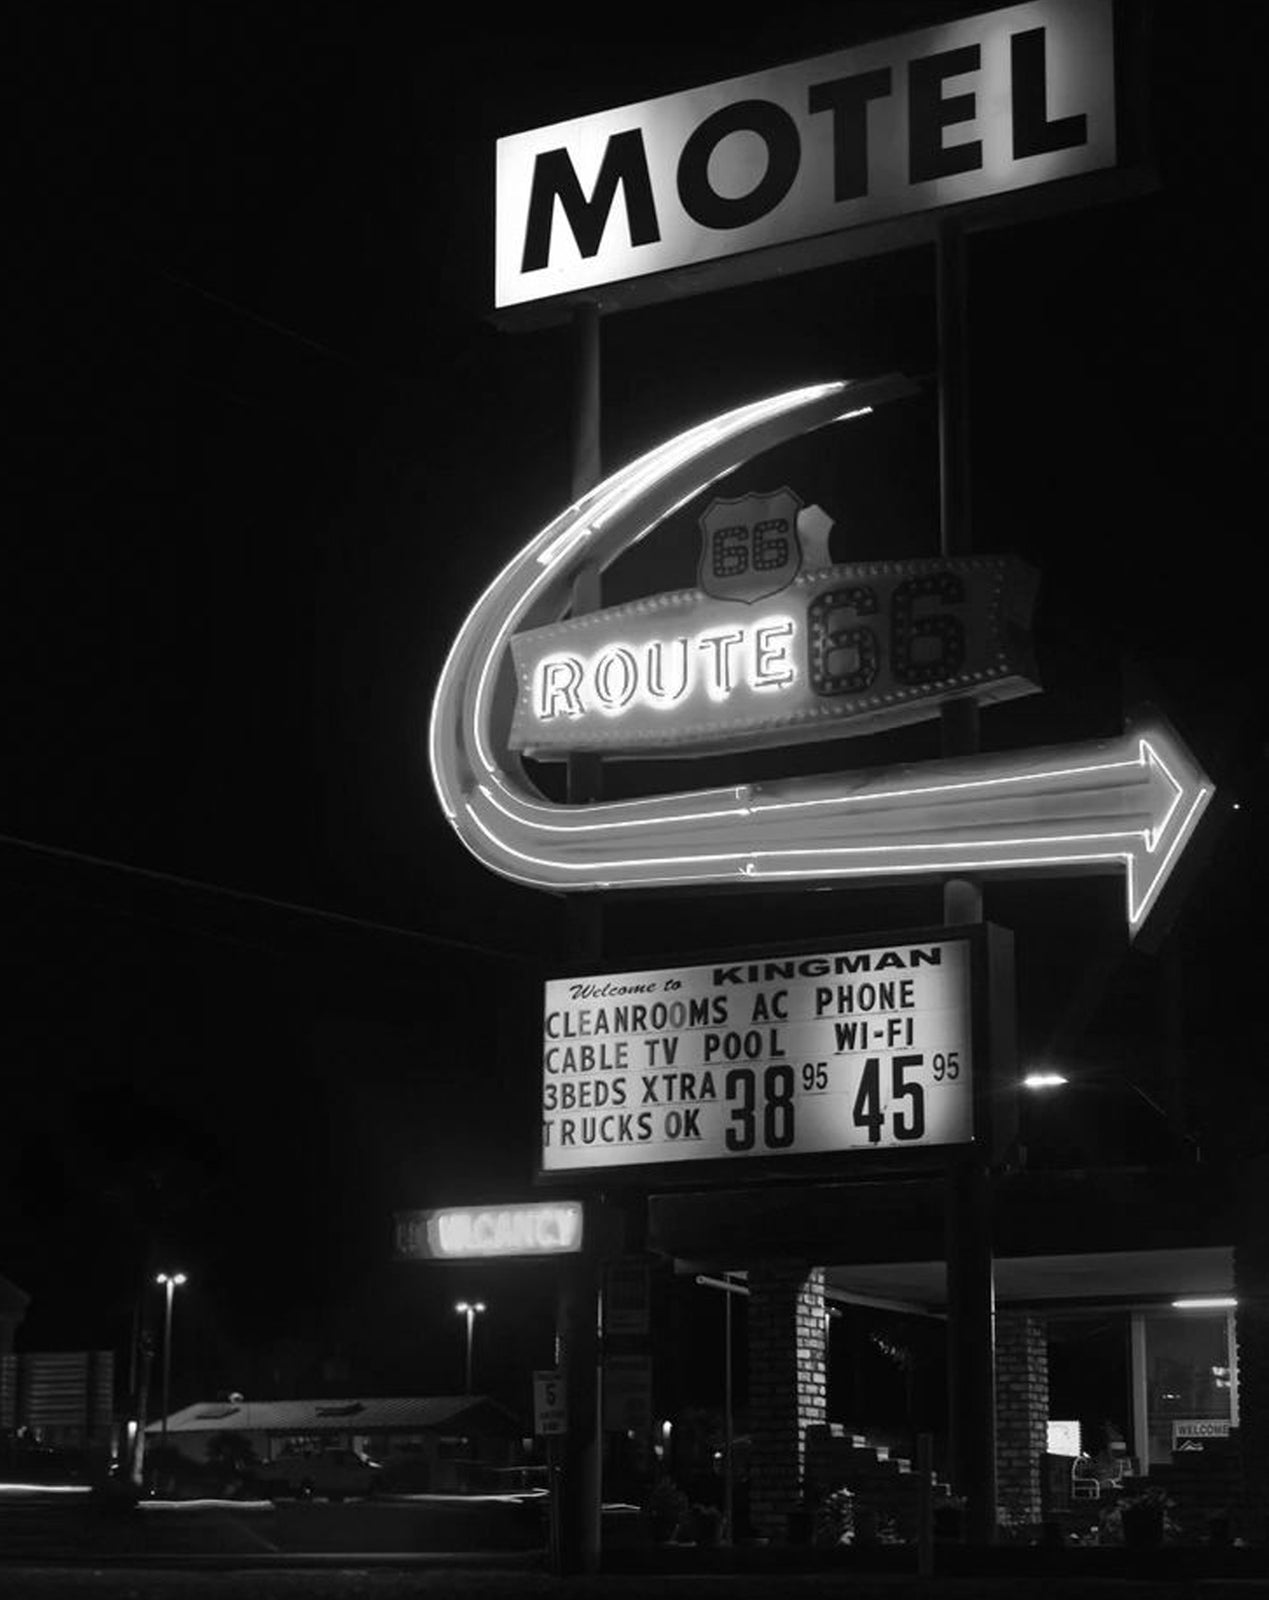 MOTEL
66
ROUTE 66
Welcome to KINGMAN
CLEANROOMS AC PHONE
CABLE TV POOL WI-FI
3BEDS XTRA 38 95 45 95
TRUCKS OK
VACANCY
5
WELCOME